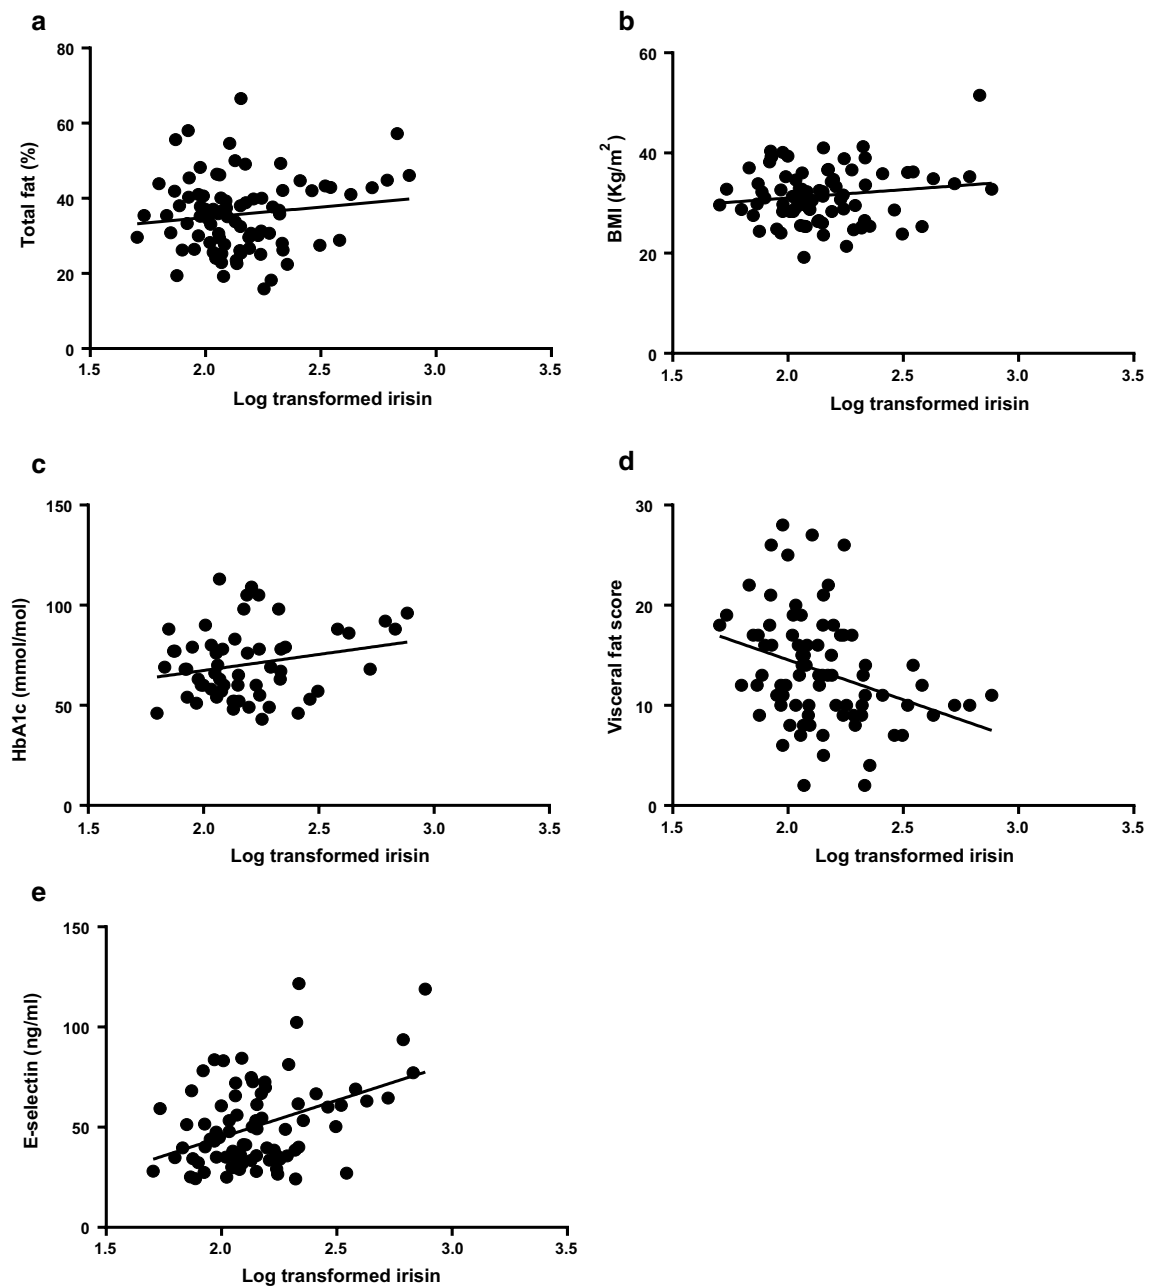 a
80
60
40
20
0
Total fat (%)
1.5 2.0 2.5 3.0 3.5
Log transformed irisin
b
60
40
20
0
BMI (Kg/m²)
1.5 2.0 2.5 3.0 3.5
Log transformed irisin
c
150
100
50
0
HbA1c (mmol/mol)
1.5 2.0 2.5 3.0 3.5
Log transformed irisin
d
30
20
10
0
Visceral fat score
1.5 2.0 2.5 3.0 3.5
Log transformed irisin
e
150
100
50
0
E-selectin (ng/ml)
1.5 2.0 2.5 3.0 3.5
Log transformed irisin